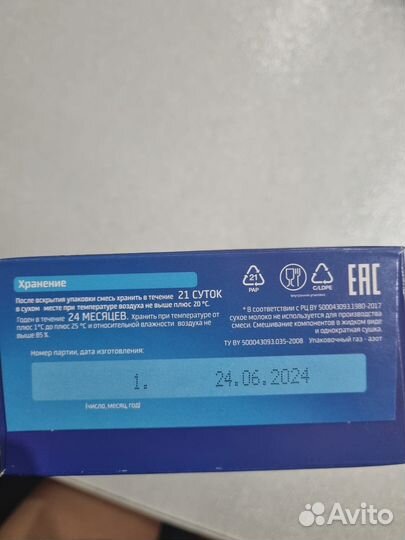 Хранение
После вскрытия упаковки смесь хранить в течение 21 СУТОК
в сухом месте при температуре воздуха не выше плюс 20 °С.
Годен в течение 24 МЕСЯЦЕВ. Хранить при температуре от
плюс 1°С до плюс 25 °С и относительной влажности воздуха не
выше 85 %.
Номер партии, дата изготовления:
1. 24.06.2024
(число, месяц, год)
21
PAP
внутренняя упаковка
C/LDPE
EAC
* В соответствии с РЦ BY 500043093.1980-2017
сухое молоко не используется для производства
смеси. Смешивание компонентов в жидком виде
и однократная сушка.
ТУ BY 500043093.035-2008 Упаковочный газ - азот
Avito